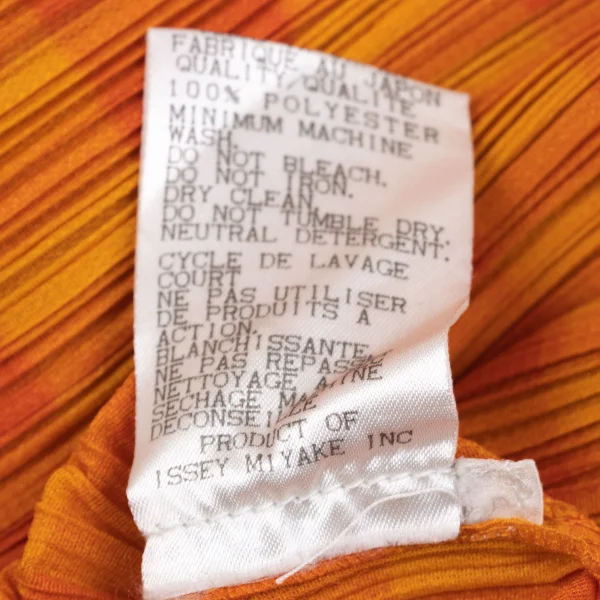 FABRIQUE AU JAPON
QUALITY/QUALITE
100% POLYESTER
MINIMUM MACHINE
WASH.
DO NOT BLEACH.
DO NOT IRON.
DRY CLEAN.
DO NOT TUMBLE DRY.
NEUTRAL DETERGENT.
CYCLE DE LAVAGE
COURT
NE PAS UTILISER
DE PRODUITS A
ACTION.
BLANCHISSANTE
NE PAS REPASSE
NETTOYAGE
SECHAGE
DECONSEILLE
PRODUCT OF
ISSEY MIYAKE INC